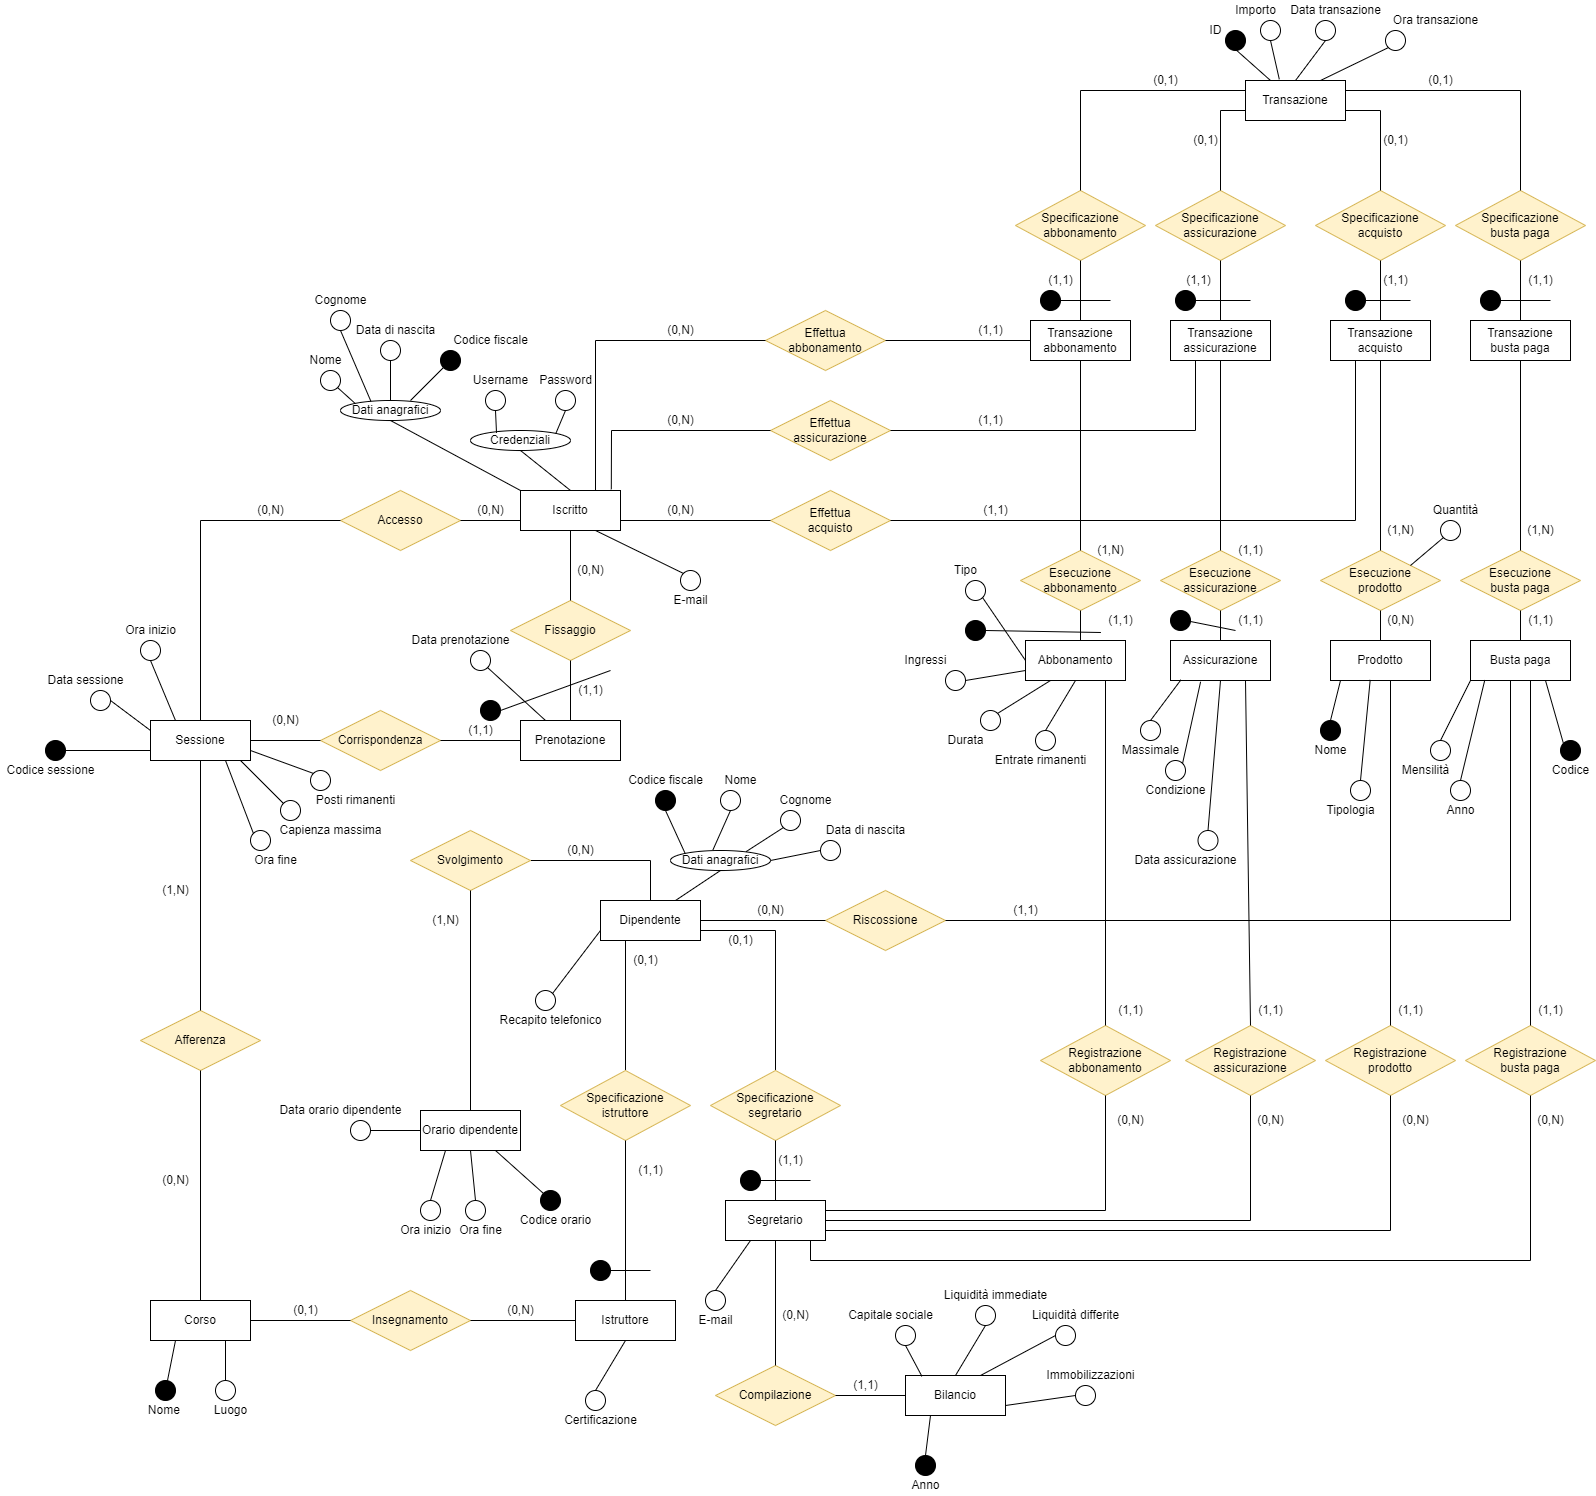 Importo
Data transazione
Ora transazione
ID
(0,1)
(0,1)
Transazione
(0,1)
(0,1)
Specificazione
abbonamento
Specificazione
assicurazione
Specificazione
acquisto
Specificazione
busta paga
(1,1)
(1,1)
(1,1)
(1,1)
Cognome
Data di nascita
Codice fiscale
Nome
Dati anagrafici
Username
Password
Credenziali
(0,N)
Effettua
abbonamento
(1,1)
Transazione
abbonamento
Transazione
assicurazione
Transazione
acquisto
Transazione
busta paga
(0,N)
Effettua
assicurazione
(1,1)
(0,N)
Accesso
(0,N)
Iscritto
(0,N)
Effettua
acquisto
(1,1)
Quantità
(1,N)
(1,1)
(1,N)
(1,N)
(0,N)
E-mail
Tipo
Esecuzione
abbonamento
Esecuzione
assicurazione
Esecuzione
prodotto
Esecuzione
busta paga
(1,1)
(1,1)
(0,N)
(1,1)
Ora inizio
Data prenotazione
Fissaggio
Ingressi
Abbonamento
Assicurazione
Prodotto
Busta paga
Data sessione
(1,1)
(0,N)
(1,1)
Sessione
Corrispondenza
Prenotazione
Codice sessione
Durata
Entrate rimanenti
Massimale
Nome
Mensilità
Codice
Posti rimanenti
Condizione
Capienza massima
Tipologia
Anno
Ora fine
Codice fiscale
Nome
Cognome
Data di nascita
Dati anagrafici
Data assicurazione
Svolgimento
(0,N)
(1,N)
(1,N)
Dipendente
(0,N)
Riscossione
(1,1)
(0,1)
(0,1)
Recapito telefonico
(1,1)
(1,1)
(1,1)
(1,1)
Afferenza
Registrazione
abbonamento
Registrazione
assicurazione
Registrazione
prodotto
Registrazione
busta paga
Specificazione
istruttore
Specificazione
segretario
Data orario dipendente
Orario dipendente
(0,N)
(0,N)
(0,N)
(0,N)
(0,N)
(1,1)
(1,1)
Ora inizio
Ora fine
Codice orario
Segretario
(0,1)
(0,N)
Corso
Insegnamento
Istruttore
E-mail
(0,N)
Capitale sociale
Liquidità immediate
Liquidità differite
Nome
Luogo
Certificazione
Compilazione
(1,1)
Bilancio
Immobilizzazioni
Anno